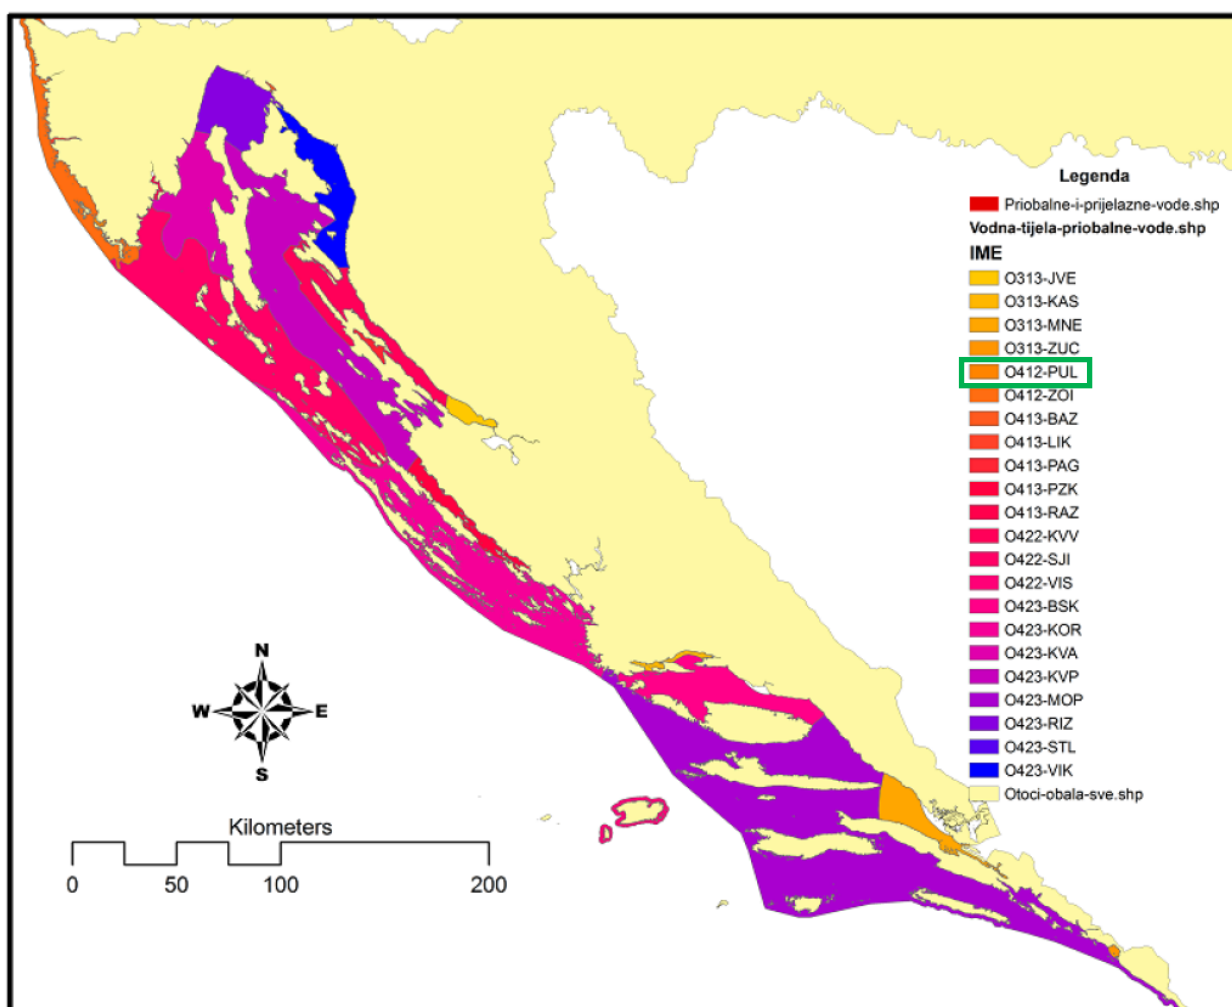 Legenda
Priobalne-i-prijelazne-vode.shp
Vodna-tijela-priobalne-vode.shp
IME
O313-JVE
O313-KAS
O313-MNE
O313-ZUC
O412-PUL
O412-ZOI
O413-BAZ
O413-LIK
O413-PAG
O413-PZK
O413-RAZ
O422-KVV
O422-SJI
O422-VIS
O423-BSK
O423-KOR
O423-KVA
O423-KVP
O423-MOP
O423-RIZ
O423-STL
O423-VIK
Otoci-obala-sve.shp
N
W E
S
Kilometers
0 50 100 200